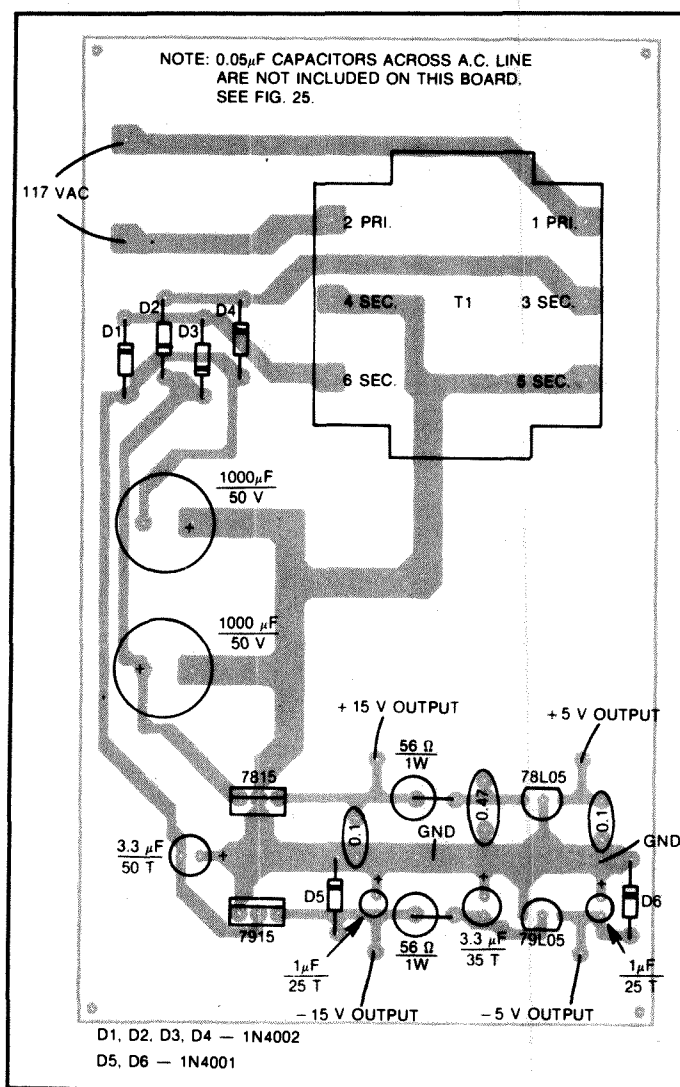 NOTE: 0.05µF CAPACITORS ACROSS A.C. LINE
ARE NOT INCLUDED ON THIS BOARD.
SEE FIG. 25.
117 VAC
2 PRI.
1 PRI.
D2
D4
4 SEC.
T1
3 SEC.
D1
D3
6 SEC.
5 SEC.
1000µF
50 V
+
1000 µF
50 V
+
+ 15 V OUTPUT
+ 5 V OUTPUT
56 Ω
1W
7815
78L05
0.47
0.1
0.1
GND
GND
3.3 µF
50 T
+
+
+
+
D5
D6
7915
79L05
56 Ω
1W
3.3 µF
35 T
1µF
25 T
1µF
25 T
– 15 V OUTPUT
– 5 V OUTPUT
D1, D2, D3, D4 — 1N4002
D5, D6 — 1N4001